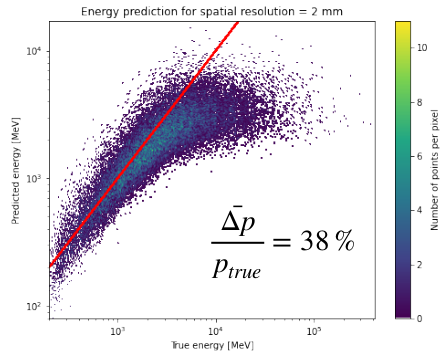 Energy prediction for spatial resolution = 2 mm
Predicted energy [MeV]
10⁴
10³
10²
10³
10⁴
10⁵
True energy [MeV]
Δp̄ / p_true = 38 %
10
8
6
4
2
0
Number of points per pixel